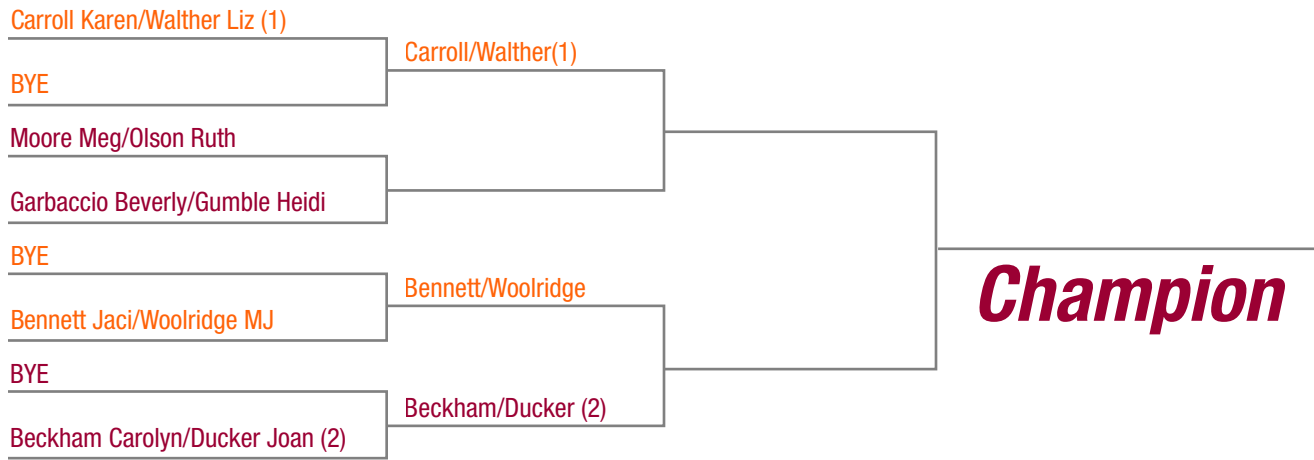 Carroll Karen/Walther Liz (1)
BYE
Moore Meg/Olson Ruth
Garbaccio Beverly/Gumble Heidi
BYE
Bennett Jaci/Woolridge MJ
BYE
Beckham Carolyn/Ducker Joan (2)
Carroll/Walther(1)
Bennett/Woolridge
Beckham/Ducker (2)
Champion